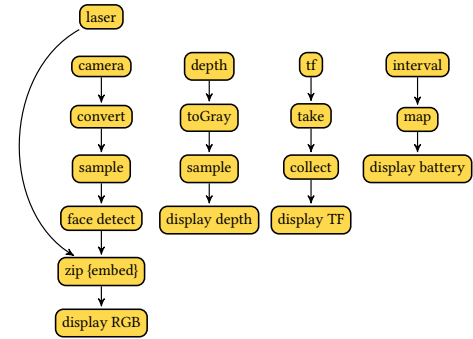 laser
camera
convert
sample
face detect
zip {embed}
display RGB
depth
toGray
sample
display depth
tf
take
collect
display TF
interval
map
display battery